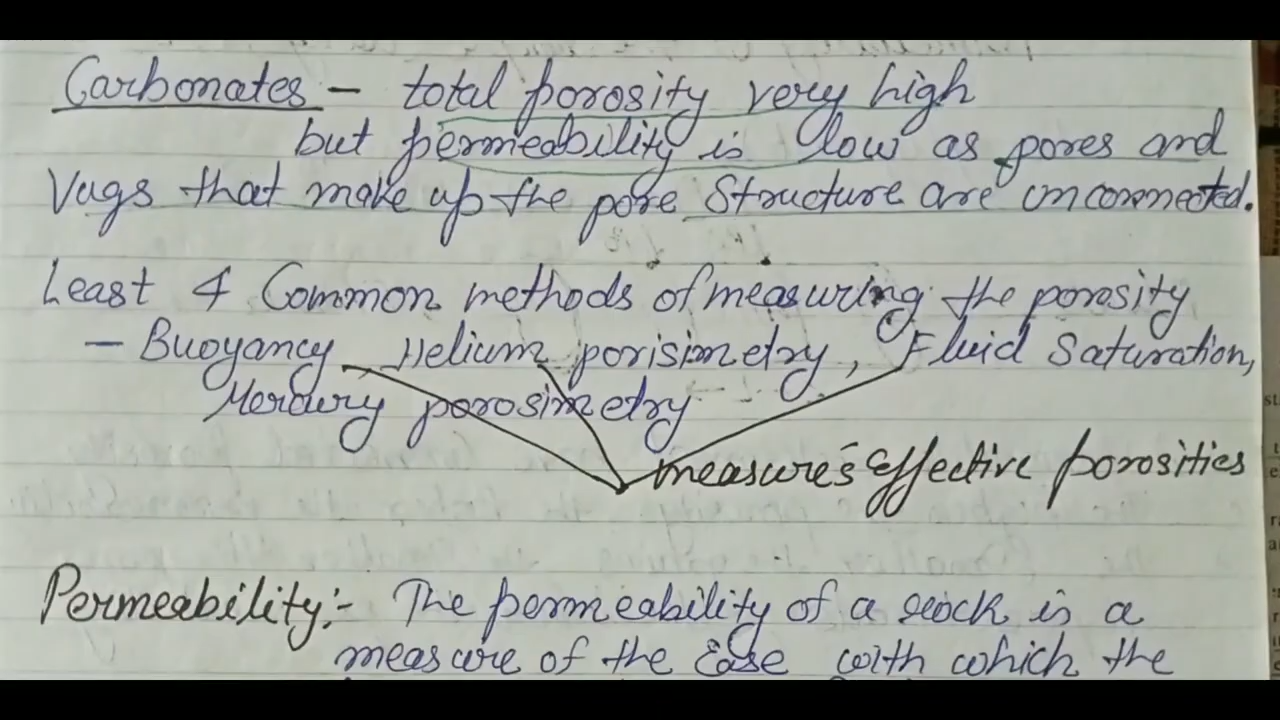 Carbonates - total porosity very high
but permeability is low as pores and
Vugs that make up the pore Structure are unconnected.
Least 4 Common methods of measuring the porosity
- Buoyancy, Helium porisimetry, Fluid Saturation,
Mercury porosimetry
measures Effective porosities
Permeability:- The permeability of a rock is a
measure of the Ease with which the